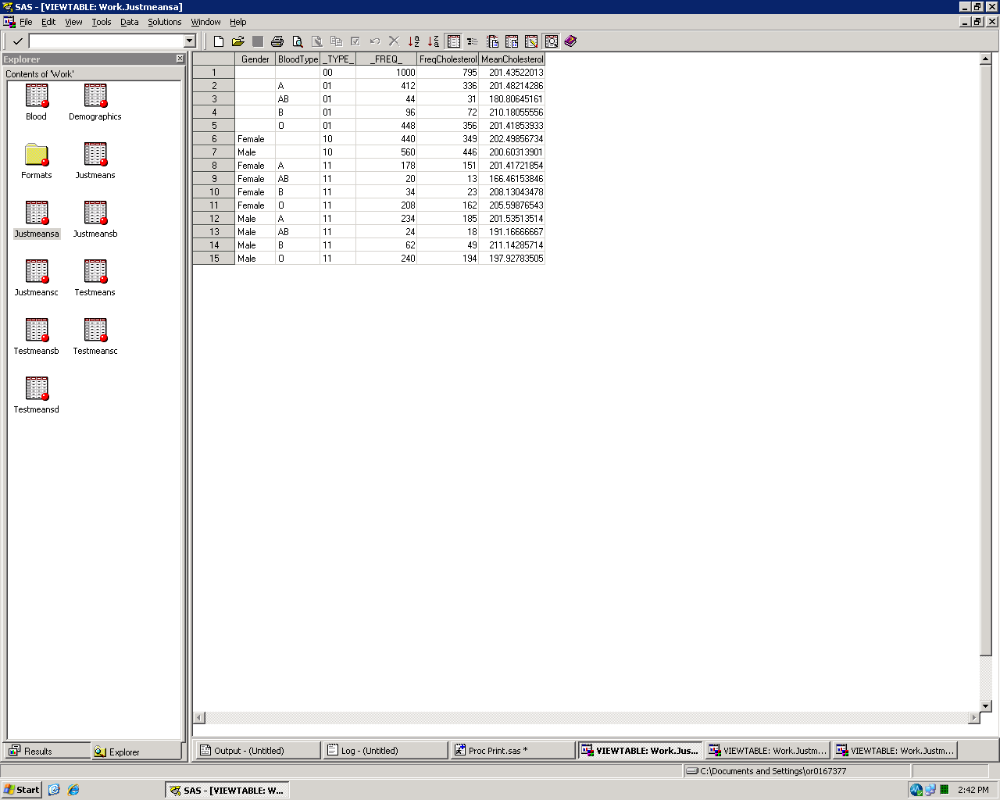 SAS - [VIEWTABLE: Work.Justmeansa]
File Edit View Tools Data Solutions Window Help
Explorer
Contents of 'Work'
Blood Demographics
Formats Justmeans
Justmeansa Justmeansb
Justmeansc Testmeans
Testmeansb Testmeansc
Testmeansd
Results Explorer
Gender BloodType _TYPE_ _FREQ_ FreqCholesterol MeanCholesterol
1 00 1000 795 201.43522013
2 A 01 412 336 201.48214286
3 AB 01 44 31 180.80645161
4 B 01 96 72 210.18055556
5 O 01 448 356 201.41853933
6 Female 10 440 349 202.49856734
7 Male 10 560 446 200.60313901
8 Female A 11 178 151 201.41721854
9 Female AB 11 20 13 166.46153846
10 Female B 11 34 23 208.13043478
11 Female O 11 208 162 205.59876543
12 Male A 11 234 185 201.53513514
13 Male AB 11 24 18 191.16666667
14 Male B 11 62 49 211.14285714
15 Male O 11 240 194 197.92783505
Output - (Untitled) Log - (Untitled) Proc Print.sas * VIEWTABLE: Work.Jus... VIEWTABLE: Work.Justm... VIEWTABLE: Work.Justm...
C:\Documents and Settings\or0167377
Start SAS - [VIEWTABLE: W... 2:42 PM